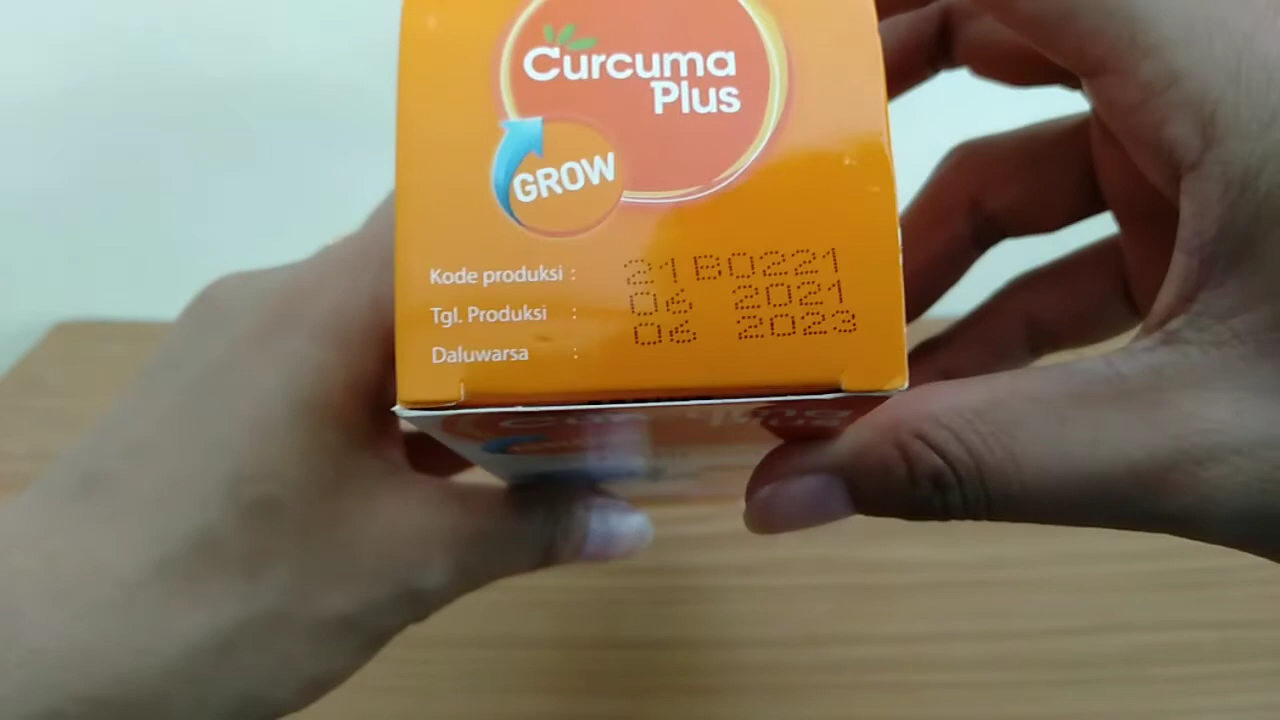 Curcuma
Plus
GROW
Kode produksi : 21B0221
Tgl. Produksi : 06 2021
Daluwarsa : 06 2023